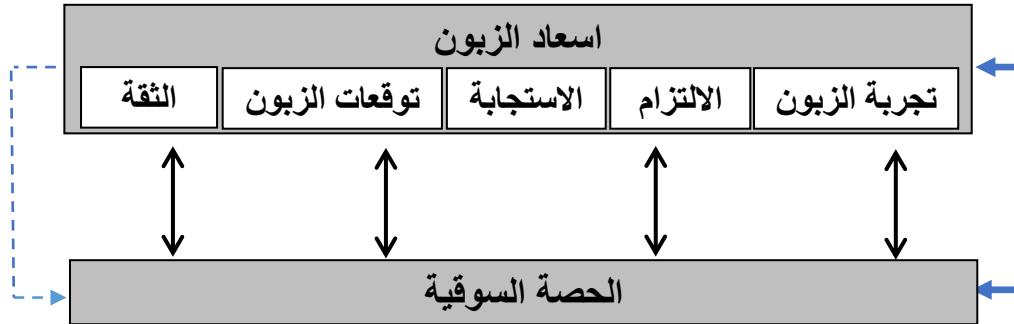 اسعاد الزبون
تجربة الزبون الالتزام الاستجابة توقعات الزبون الثقة
الحصة السوقية